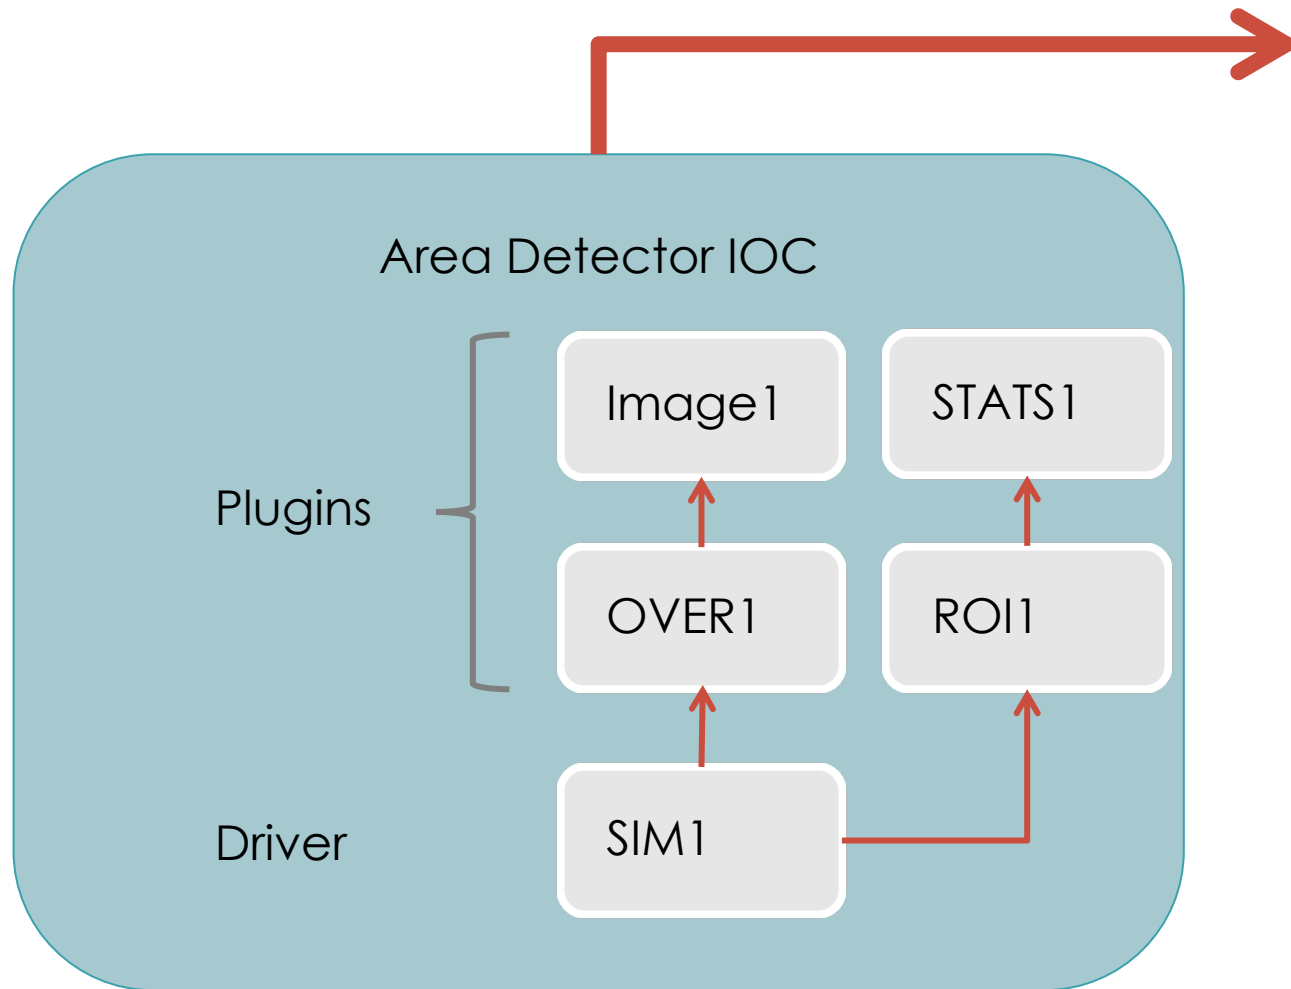 Area Detector IOC
Image1
STATS1
Plugins
OVER1
ROI1
Driver
SIM1